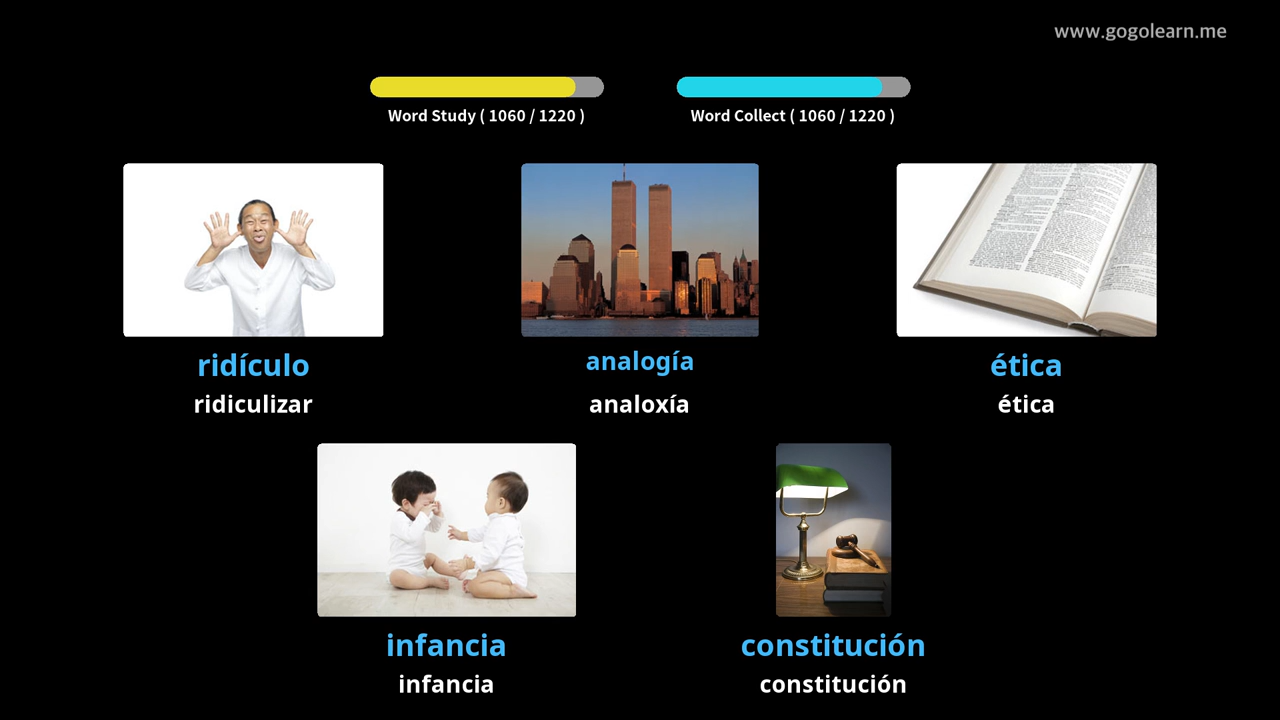 www.gogolearn.me
Word Study ( 1060 / 1220 )
Word Collect ( 1060 / 1220 )
ridículo
ridiculizar
analogía
analoxía
ética
ética
infancia
infancia
constitución
constitución